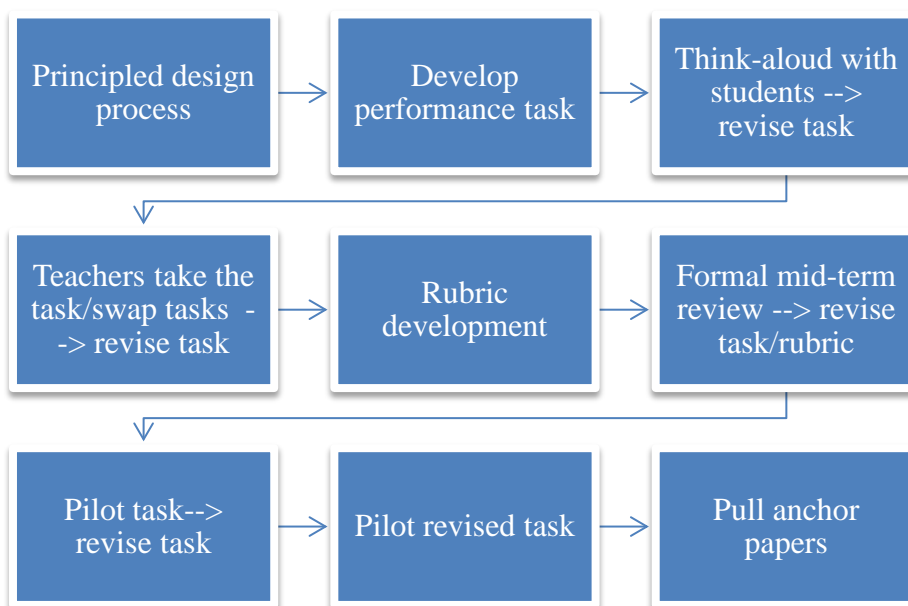 Principled design
process
Develop
performance task
Think-aloud with
students -->
revise task
Teachers take the
task/swap tasks -
-> revise task
Rubric
development
Formal mid-term
review --> revise
task/rubric
Pilot task-->
revise task
Pilot revised task
Pull anchor
papers